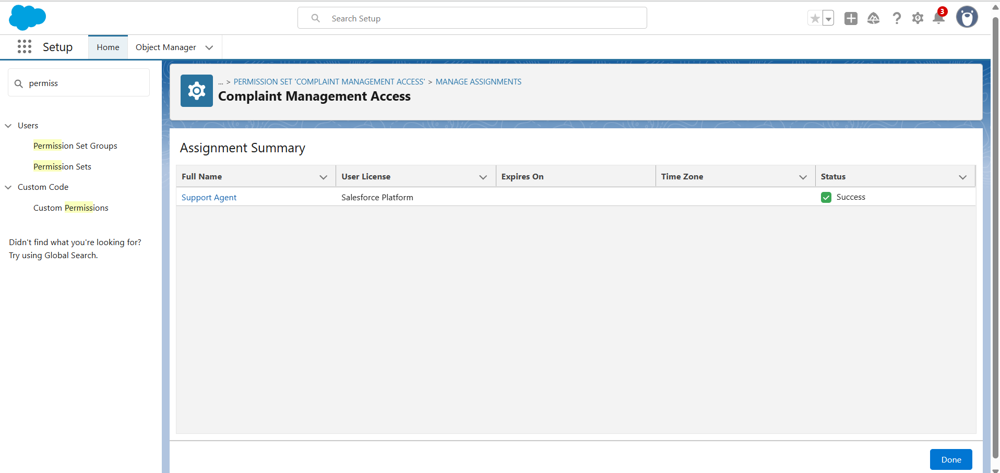 Search Setup
3
Setup
Home
Object Manager
permiss
Users
Permission Set Groups
Permission Sets
Custom Code
Custom Permissions
Didn't find what you're looking for?
Try using Global Search.
... > PERMISSION SET 'COMPLAINT MANAGEMENT ACCESS' > MANAGE ASSIGNMENTS
Complaint Management Access
Assignment Summary
Full Name User License Expires On Time Zone Status
Support Agent Salesforce Platform Success
Done